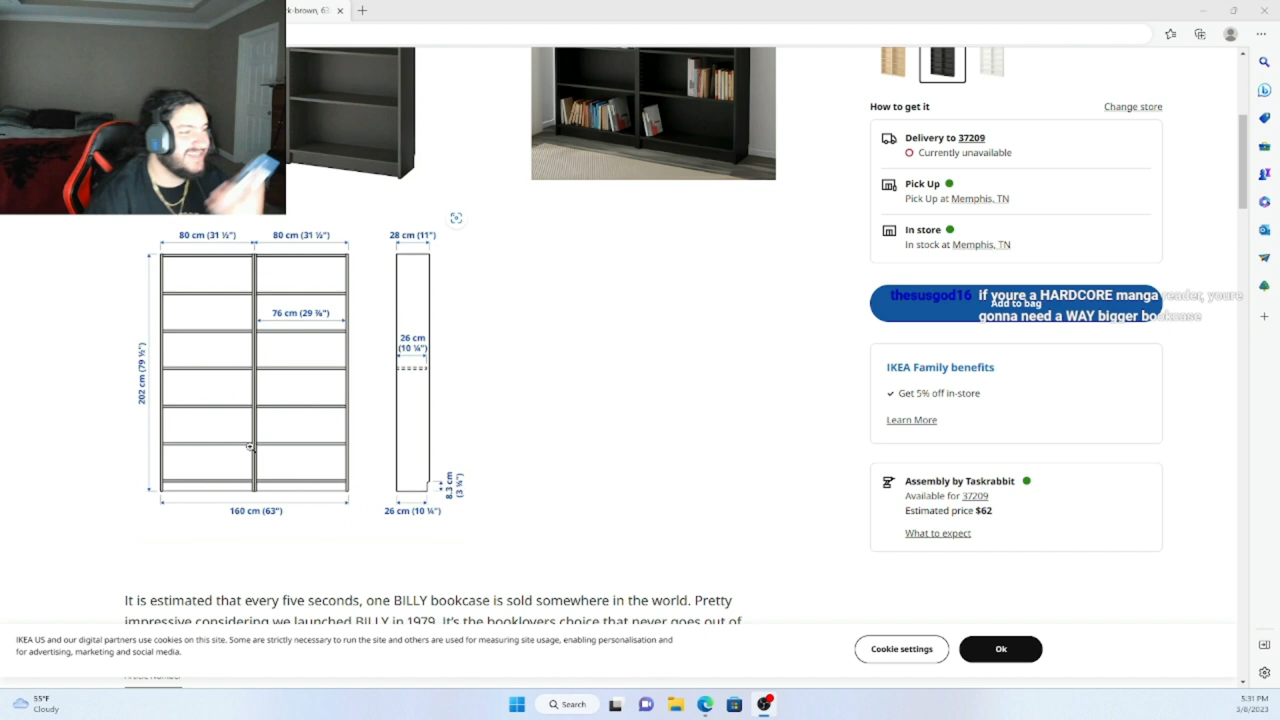 rk-brown, 63
How to get it
Change store
Delivery to 37209
Currently unavailable
Pick Up
Pick Up at Memphis, TN
In store
In stock at Memphis, TN
thesusgod16 if youre a HARDCORE manga reader, youre
gonna need a WAY bigger bookcase
Add to bag
IKEA Family benefits
Get 5% off in-store
Learn More
Assembly by Taskrabbit
Available for 37209
Estimated price $62
What to expect
80 cm (31 ½")
80 cm (31 ½")
28 cm (11")
76 cm (29 ⅞")
26 cm
(10 ¼")
202 cm (79 ½")
8.3 cm
(3 ¼")
160 cm (63")
26 cm (10 ¼")
It is estimated that every five seconds, one BILLY bookcase is sold somewhere in the world. Pretty
impressive considering we launched BILLY in 1979. It's the booklovers choice that never goes out of
IKEA US and our digital partners use cookies on this site. Some are strictly necessary to run the site and others are used for measuring site usage, enabling personalisation and
for advertising, marketing and social media.
Cookie settings
Ok
Article Number
55°F
Cloudy
Search
5:31 PM
3/8/2023